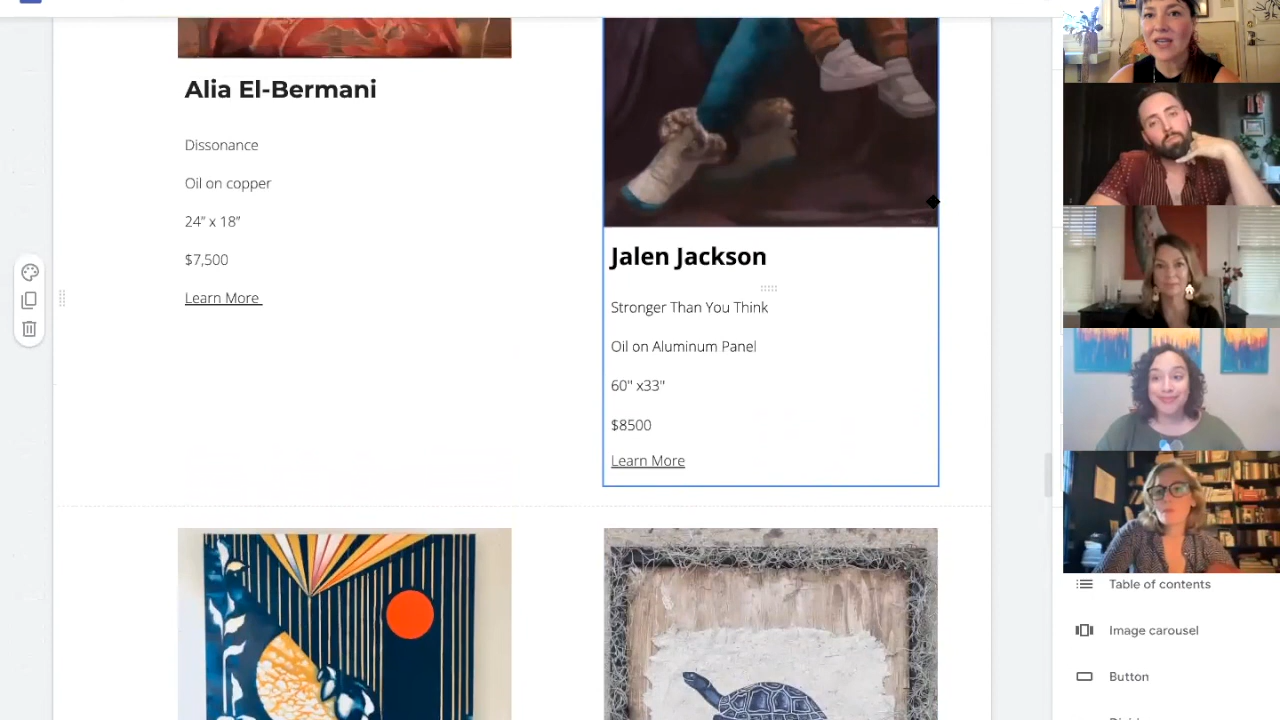 Alia El-Bermani
Dissonance
Oil on copper
24” x 18”
$7,500
Learn More
Jalen Jackson
Stronger Than You Think
Oil on Aluminum Panel
60" x33"
$8500
Learn More
Table of contents
Image carousel
Button